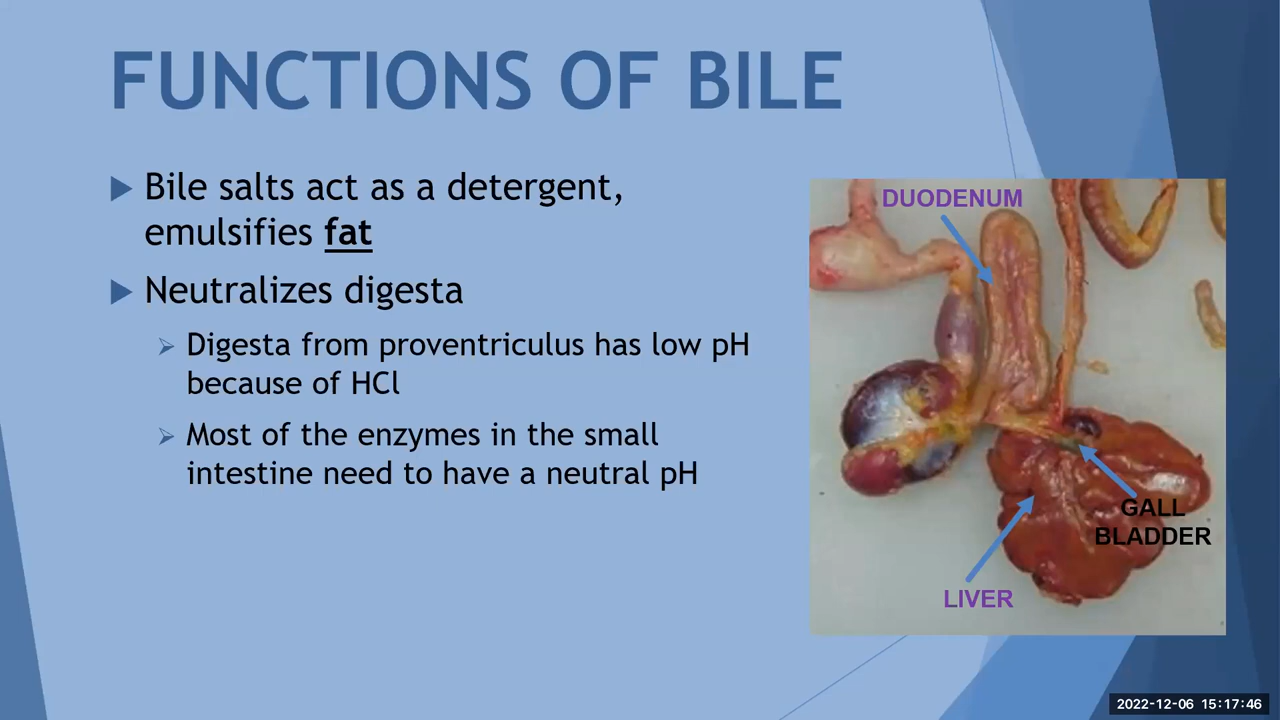 FUNCTIONS OF BILE
Bile salts act as a detergent,
emulsifies fat
Neutralizes digesta
Digesta from proventriculus has low pH
because of HCl
Most of the enzymes in the small
intestine need to have a neutral pH
DUODENUM
GALL
BLADDER
LIVER
2022-12-06 15:17:46